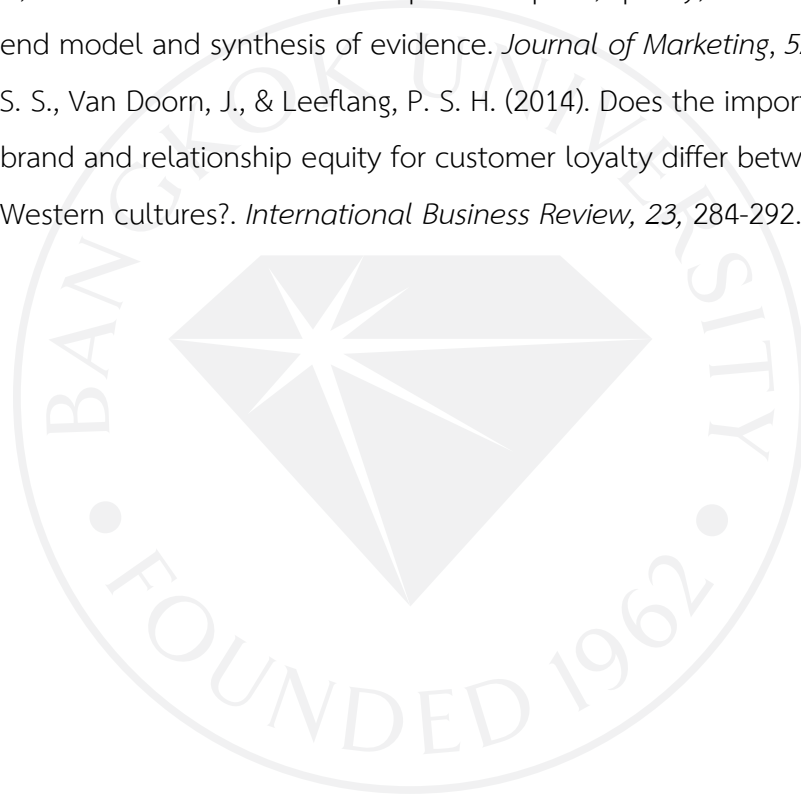 end model and synthesis of evidence. Journal of Marketing, 5
S. S., Van Doorn, J., & Leeflang, P. S. H. (2014). Does the impor
brand and relationship equity for customer loyalty differ betw
Western cultures?. International Business Review, 23, 284-292.
BANGKOK UNIVERSITY
FOUNDED 1962